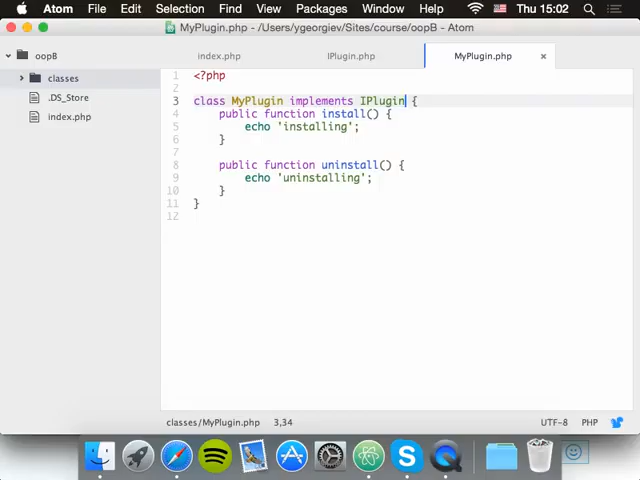 Atom File Edit Selection Find View Packages Window Help Thu 15:02
MyPlugin.php - /Users/ygeorgiev/Sites/course/oopB - Atom
oopB
classes
.DS_Store
index.php
index.php IPlugin.php MyPlugin.php ×
1 <?php
2
3 class MyPlugin implements IPlugin {
4 public function install() {
5 echo 'installing';
6 }
7
8 public function uninstall() {
9 echo 'uninstalling';
10 }
11 }
12
classes/MyPlugin.php 3,34 UTF-8 PHP